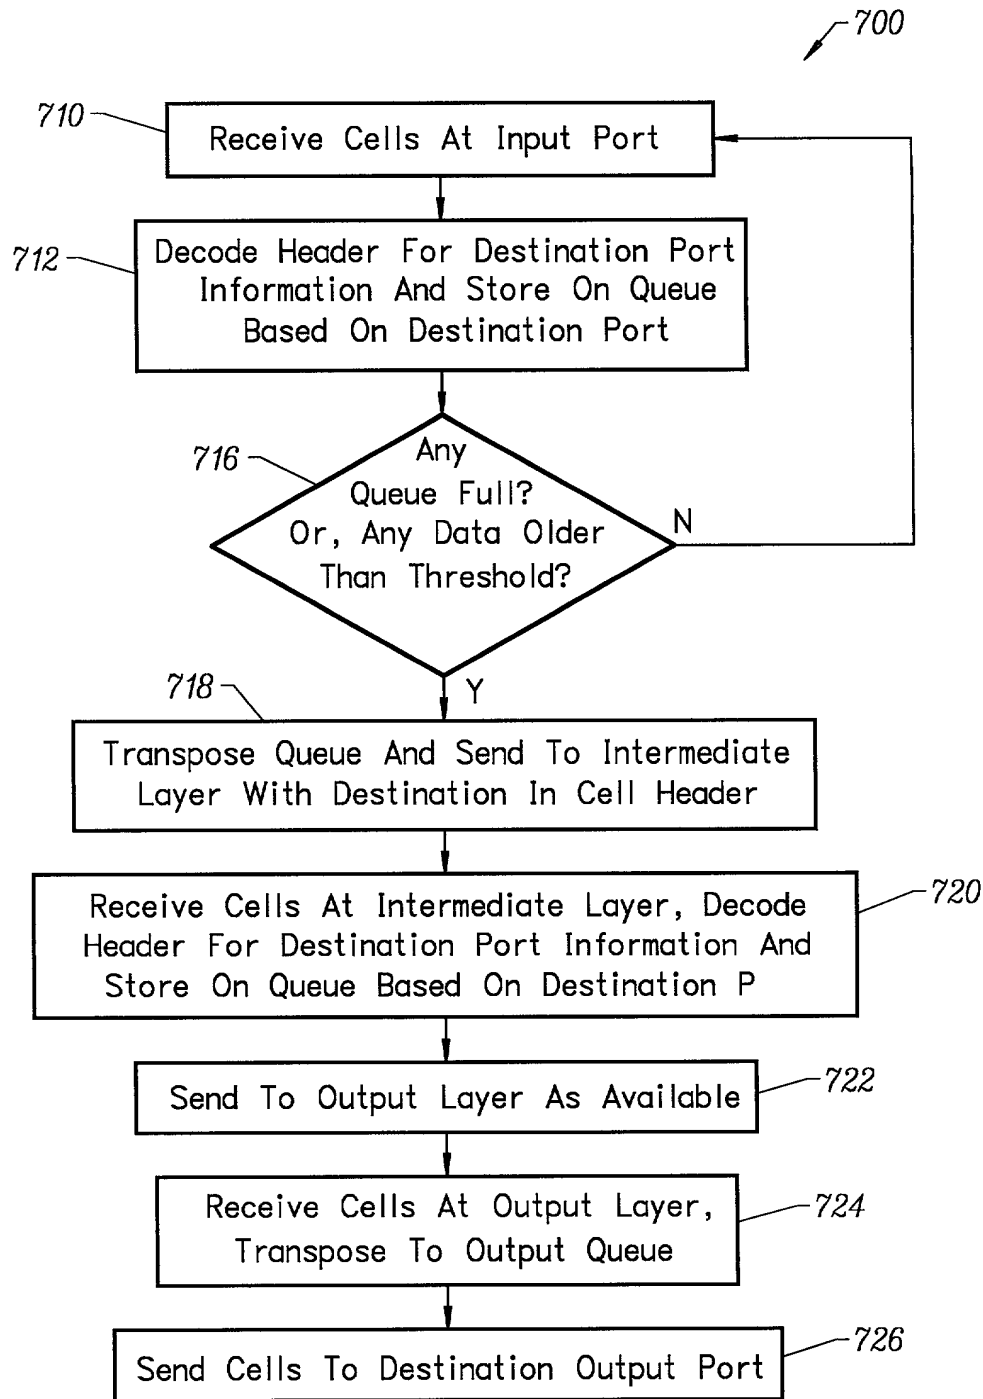 700
710
Receive Cells At Input Port
712
Decode Header For Destination Port
Information And Store On Queue
Based On Destination Port
716
Any
Queue Full?
Or, Any Data Older
Than Threshold?
N
Y
718
Transpose Queue And Send To Intermediate
Layer With Destination In Cell Header
720
Receive Cells At Intermediate Layer, Decode
Header For Destination Port Information And
Store On Queue Based On Destination P
722
Send To Output Layer As Available
724
Receive Cells At Output Layer,
Transpose To Output Queue
726
Send Cells To Destination Output Port